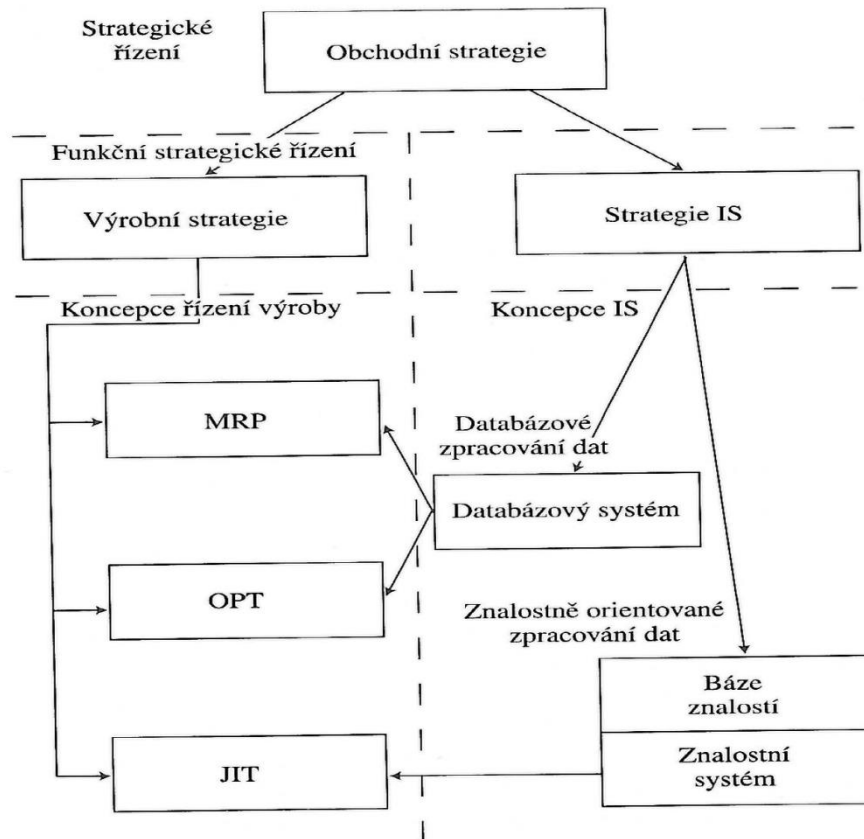 Strategické
řízení
Obchodní strategie
Funkční strategické řízení
Výrobní strategie
Strategie IS
Koncepce řízení výroby
Koncepce IS
MRP
Databázové
zpracování dat
Databázový systém
OPT
Znalostně orientované
zpracování dat
Báze
znalostí
Znalostní
systém
JIT